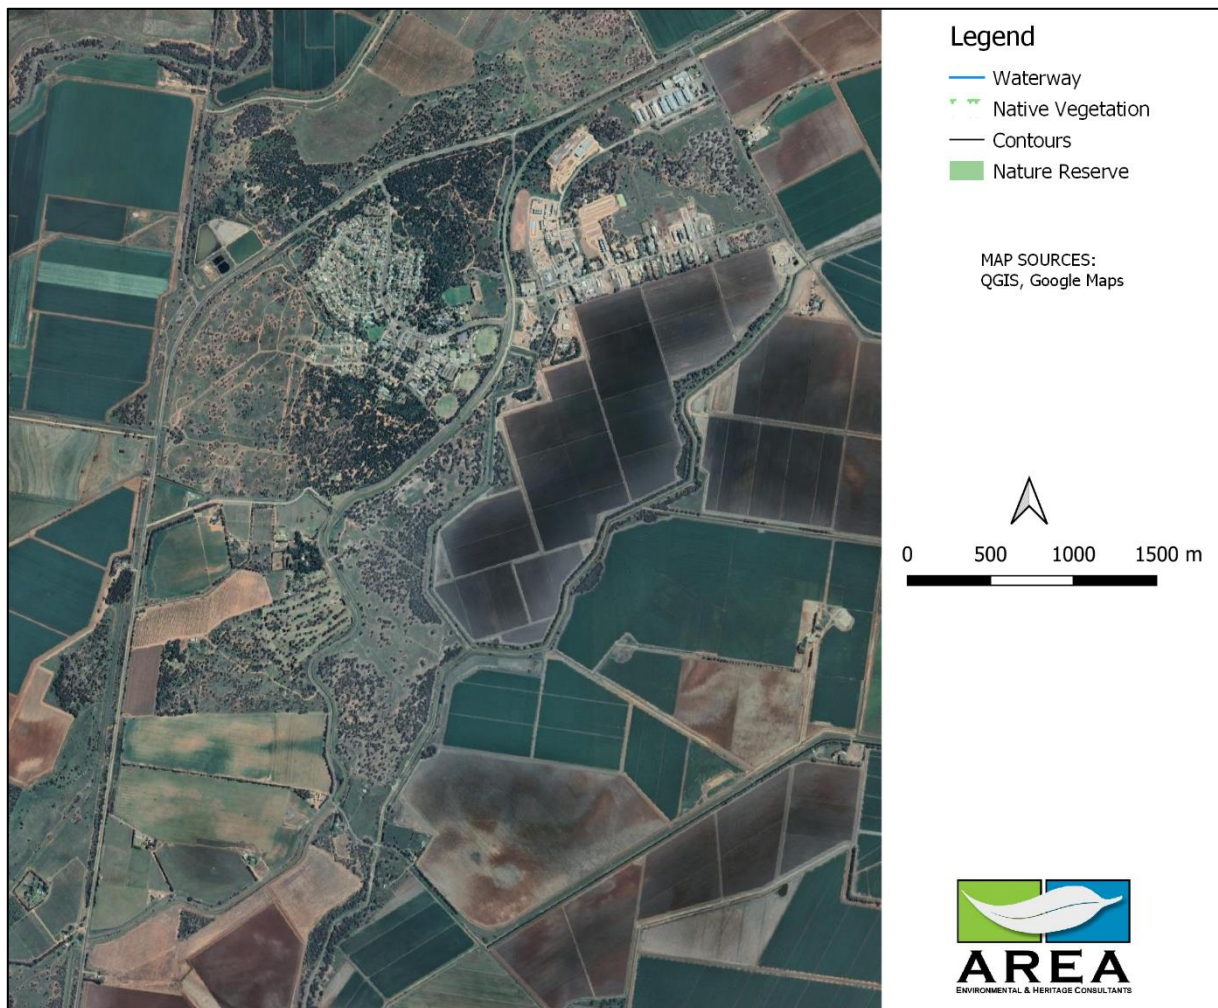 Legend
Waterway
Native Vegetation
Contours
Nature Reserve
MAP SOURCES:
QGIS, Google Maps
0 500 1000 1500 m
AREA
ENVIRONMENTAL & HERITAGE CONSULTANTS